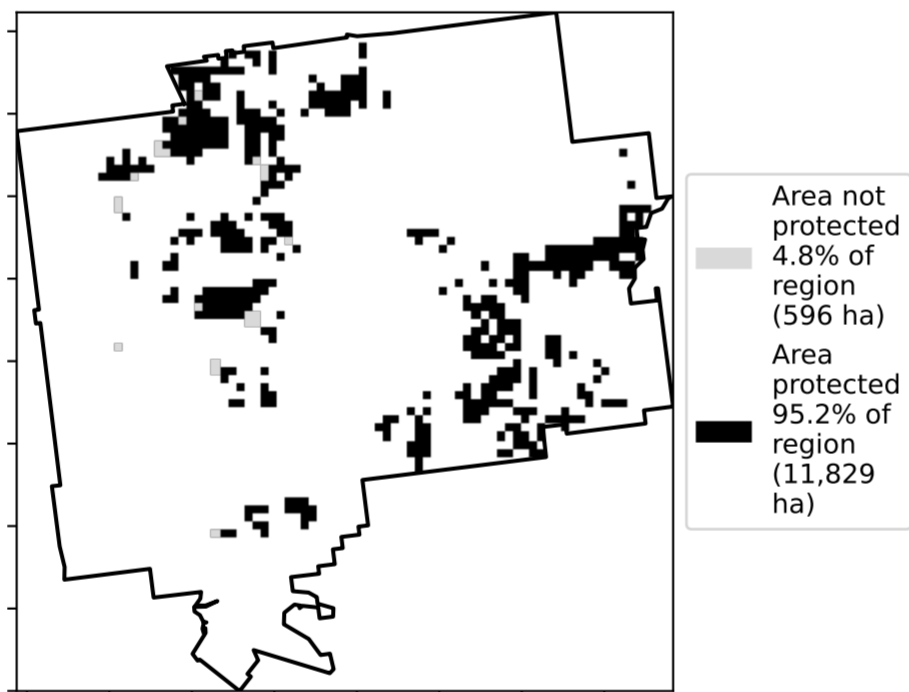 Area not
protected
4.8% of
region
(596 ha)
Area
protected
95.2% of
region
(11,829
ha)